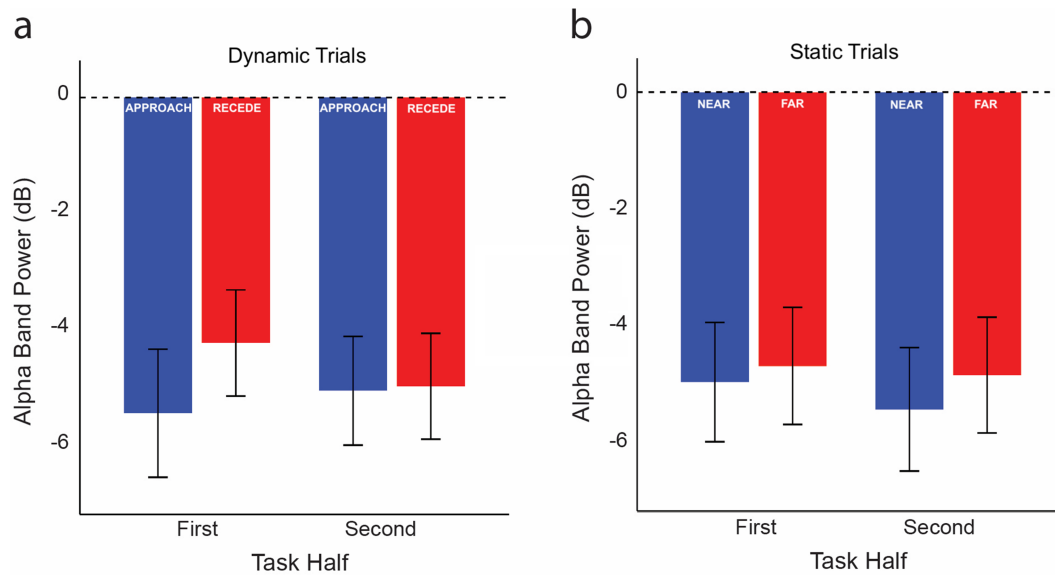 a
Dynamic Trials
Alpha Band Power (dB)
0
-2
-4
-6
APPROACH RECEDE APPROACH RECEDE
First Second
Task Half
b
Static Trials
Alpha Band Power (dB)
0
-2
-4
-6
NEAR FAR NEAR FAR
First Second
Task Half